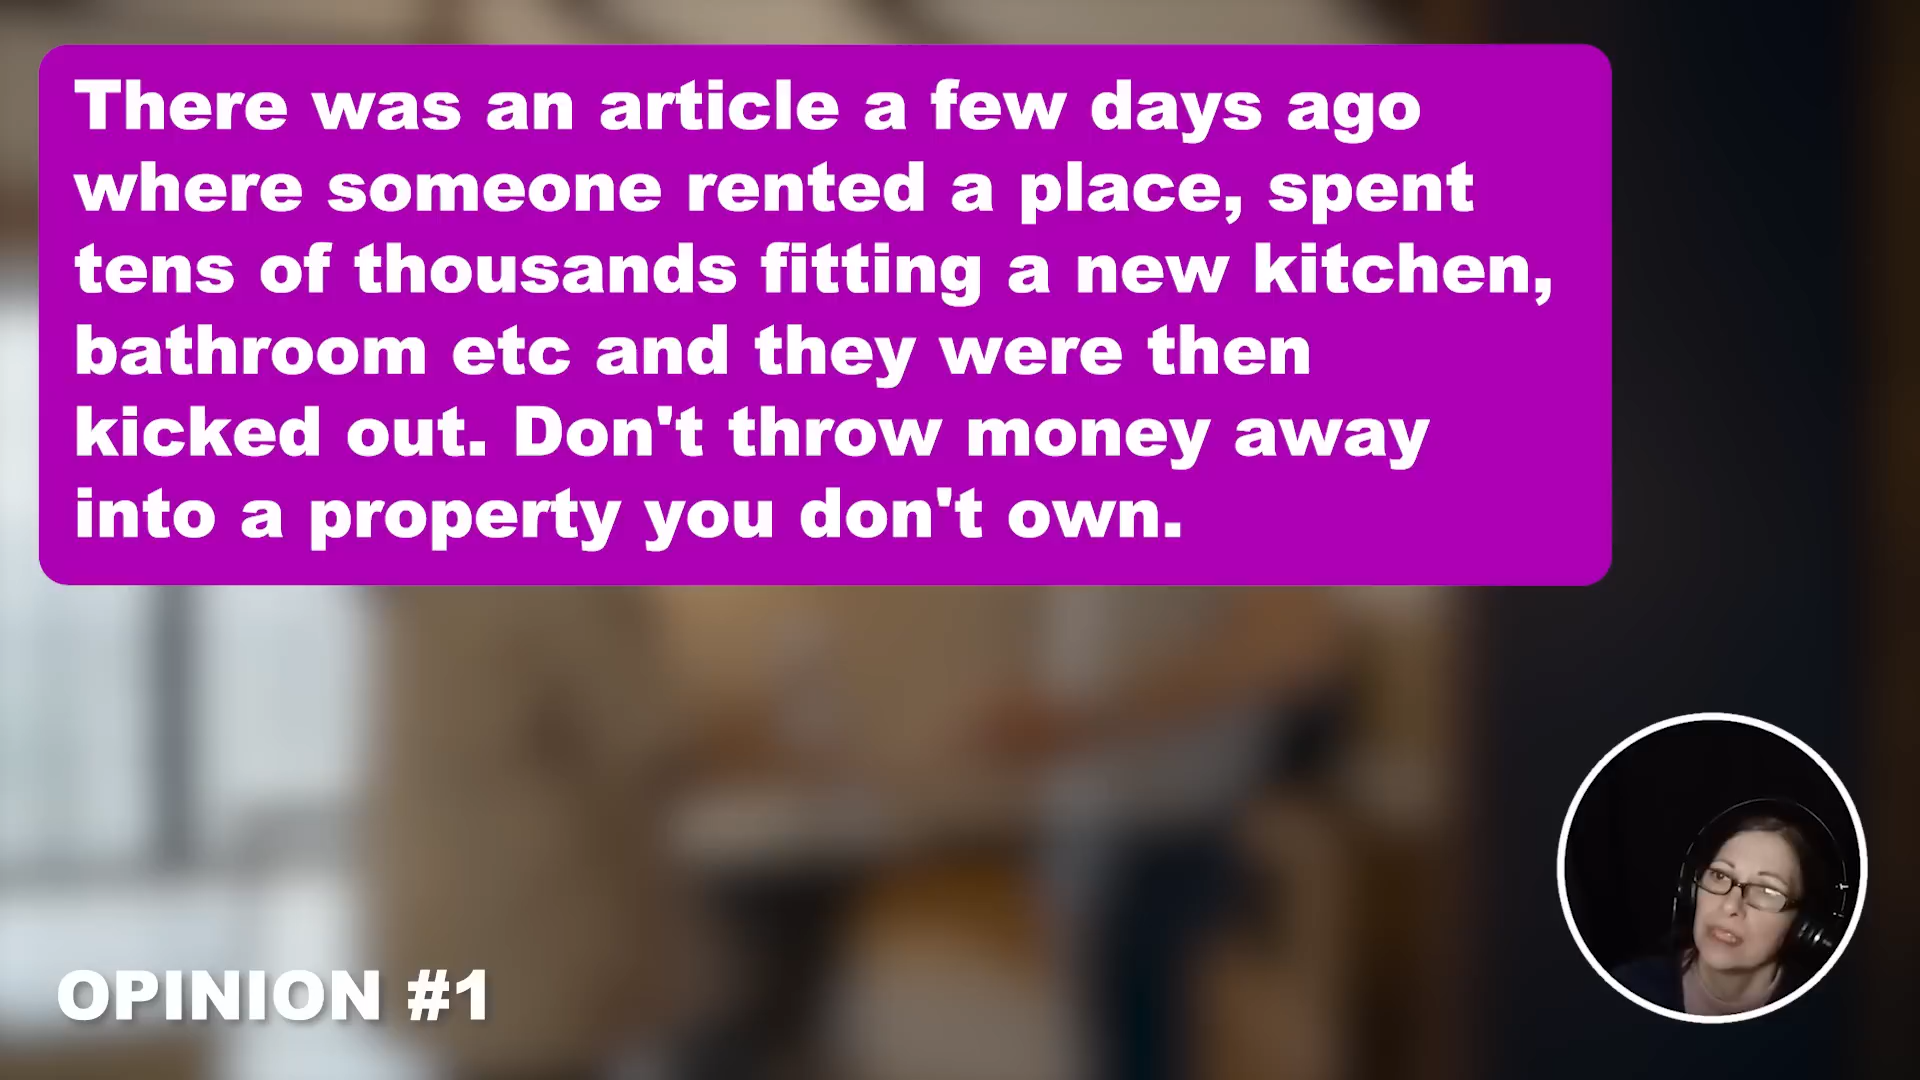 There was an article a few days ago
where someone rented a place, spent
tens of thousands fitting a new kitchen,
bathroom etc and they were then
kicked out. Don't throw money away
into a property you don't own.
OPINION #1